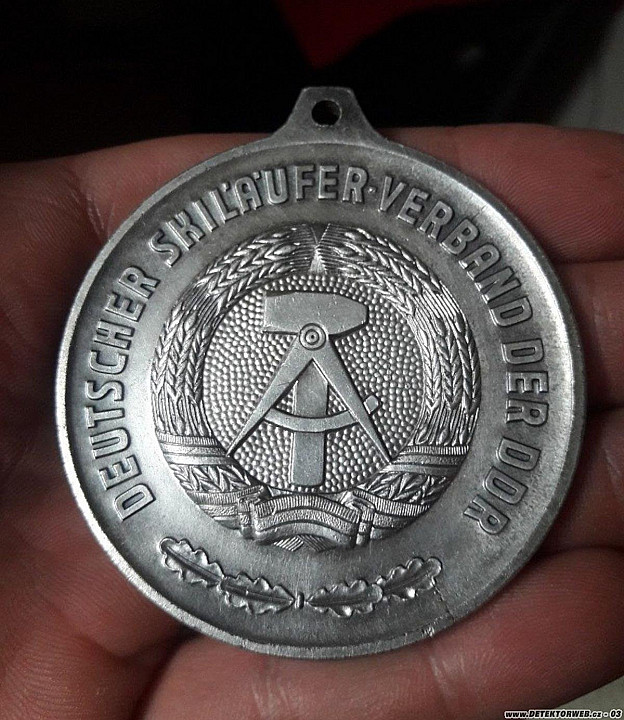 DEUTSCHER SKILÄUFER-VERBAND DER DDR
www.DETEKTORWEB.cz - 03